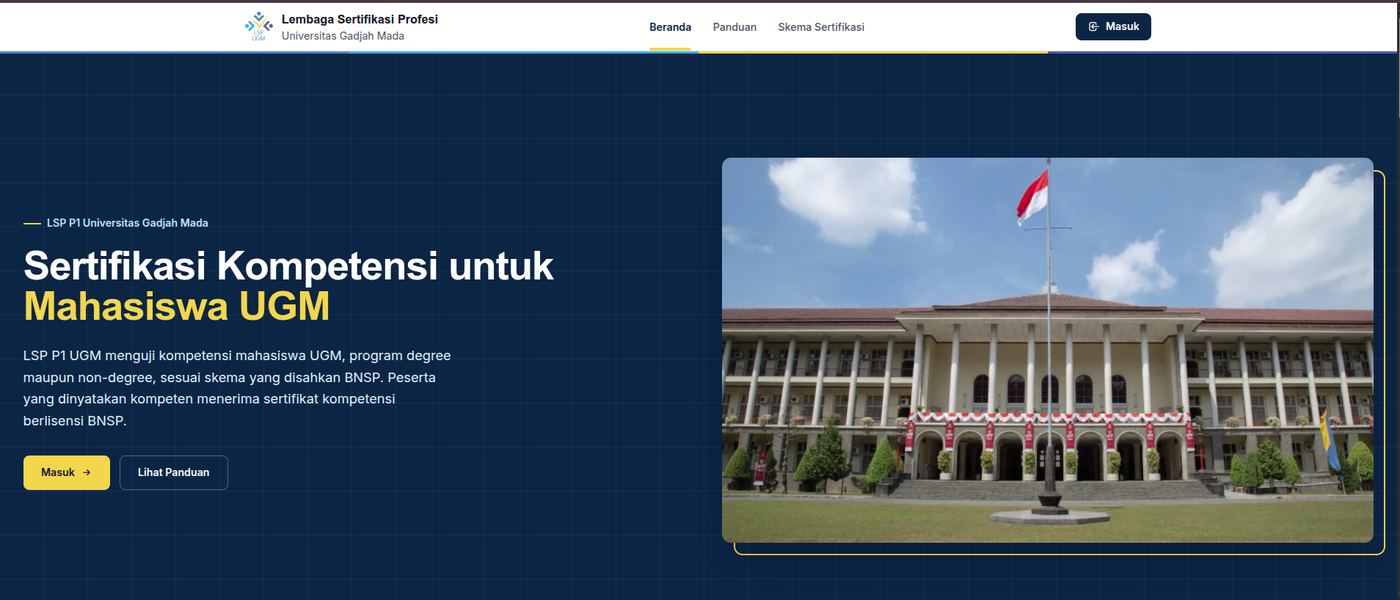 LSP
UGM
Lembaga Sertifikasi Profesi
Universitas Gadjah Mada
Beranda
Panduan
Skema Sertifikasi
Masuk
LSP P1 Universitas Gadjah Mada
Sertifikasi Kompetensi untuk
Mahasiswa UGM
LSP P1 UGM menguji kompetensi mahasiswa UGM, program degree
maupun non-degree, sesuai skema yang disahkan BNSP. Peserta
yang dinyatakan kompeten menerima sertifikat kompetensi
berlisensi BNSP.
Masuk →
Lihat Panduan